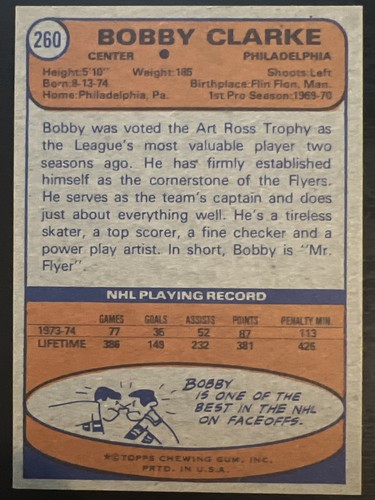 260
BOBBY CLARKE
CENTER ● PHILADELPHIA
Height: 5'10" Weight: 185 Shoots: Left
Born: 8-13-74 Birthplace: Flin Flon, Man.
Home: Philadelphia, Pa. 1st Pro Season: 1969-70
Bobby was voted the Art Ross Trophy as
the League's most valuable player two
seasons ago. He has firmly established
himself as the cornerstone of the Flyers.
He serves as the team's captain and does
just about everything well. He's a tireless
skater, a top scorer, a fine checker and a
power play artist. In short, Bobby is "Mr.
Flyer"
NHL PLAYING RECORD
GAMES GOALS ASSISTS POINTS PENALTY MIN.
1973-74 77 35 52 87 113
LIFETIME 386 149 232 381 426
BOBBY
IS ONE OF THE
BEST IN THE NHL
ON FACEOFFS.
©TOPPS CHEWING GUM, INC.
PRTD. IN U.S.A.